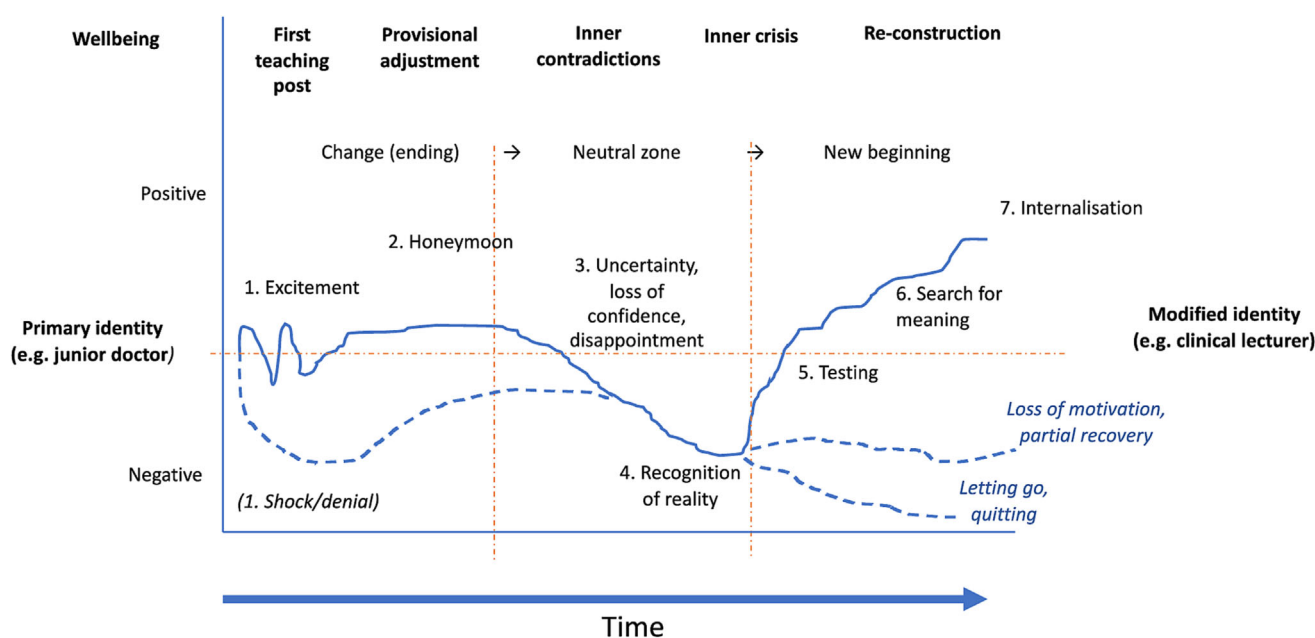 Wellbeing
First
teaching
post
Provisional
adjustment
Inner
contradictions
Inner crisis
Re-construction
Change (ending)
→
Neutral zone
→
New beginning
Positive
7. Internalisation
2. Honeymoon
3. Uncertainty,
loss of
confidence,
disappointment
1. Excitement
6. Search for
meaning
Primary identity
(e.g. junior doctor)
Modified identity
(e.g. clinical lecturer)
5. Testing
Loss of motivation,
partial recovery
Negative
4. Recognition
of reality
(1. Shock/denial)
Letting go,
quitting
Time